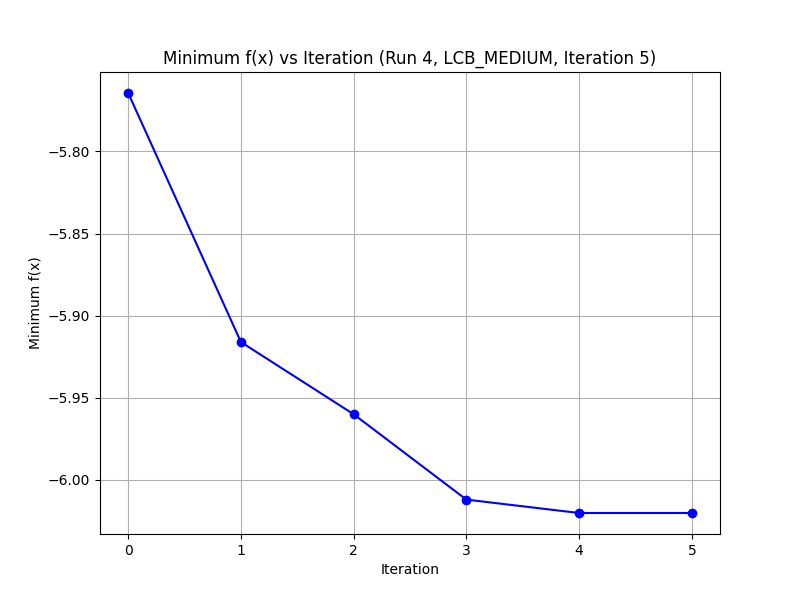 Minimum f(x) vs Iteration (Run 4, LCB_MEDIUM, Iteration 5)
−5.80
−5.85
−5.90
−5.95
−6.00
Minimum f(x)
0 1 2 3 4 5
Iteration